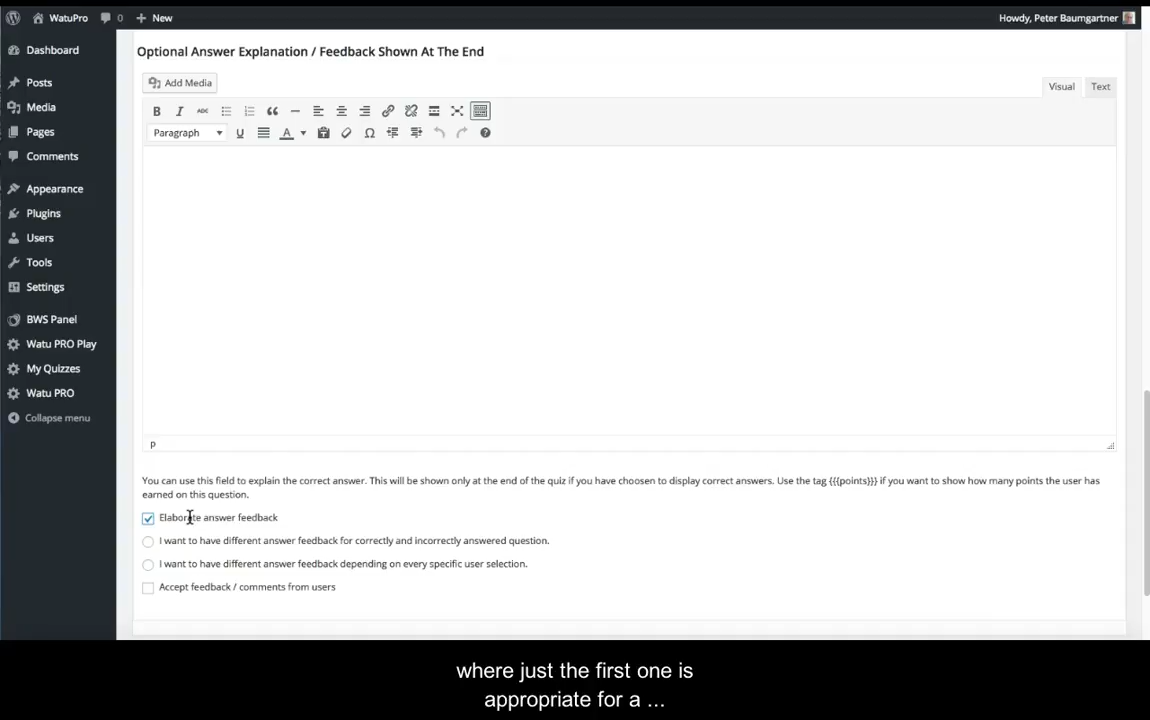 WatuPro 0 New Howdy, Peter Baumgartner
Dashboard
Posts
Media
Pages
Comments
Appearance
Plugins
Users
Tools
Settings
BWS Panel
Watu PRO Play
My Quizzes
Watu PRO
Collapse menu
Optional Answer Explanation / Feedback Shown At The End
Add Media
Visual Text
B I ABC
Paragraph U A Ω
p
You can use this field to explain the correct answer. This will be shown only at the end of the quiz if you have choosen to display correct answers. Use the tag {{{points}}} if you want to show how many points the user has
earned on this question.
Elaborate answer feedback
I want to have different answer feedback for correctly and incorrectly answered question.
I want to have different answer feedback depending on every specific user selection.
Accept feedback / comments from users
where just the first one is
appropriate for a ...